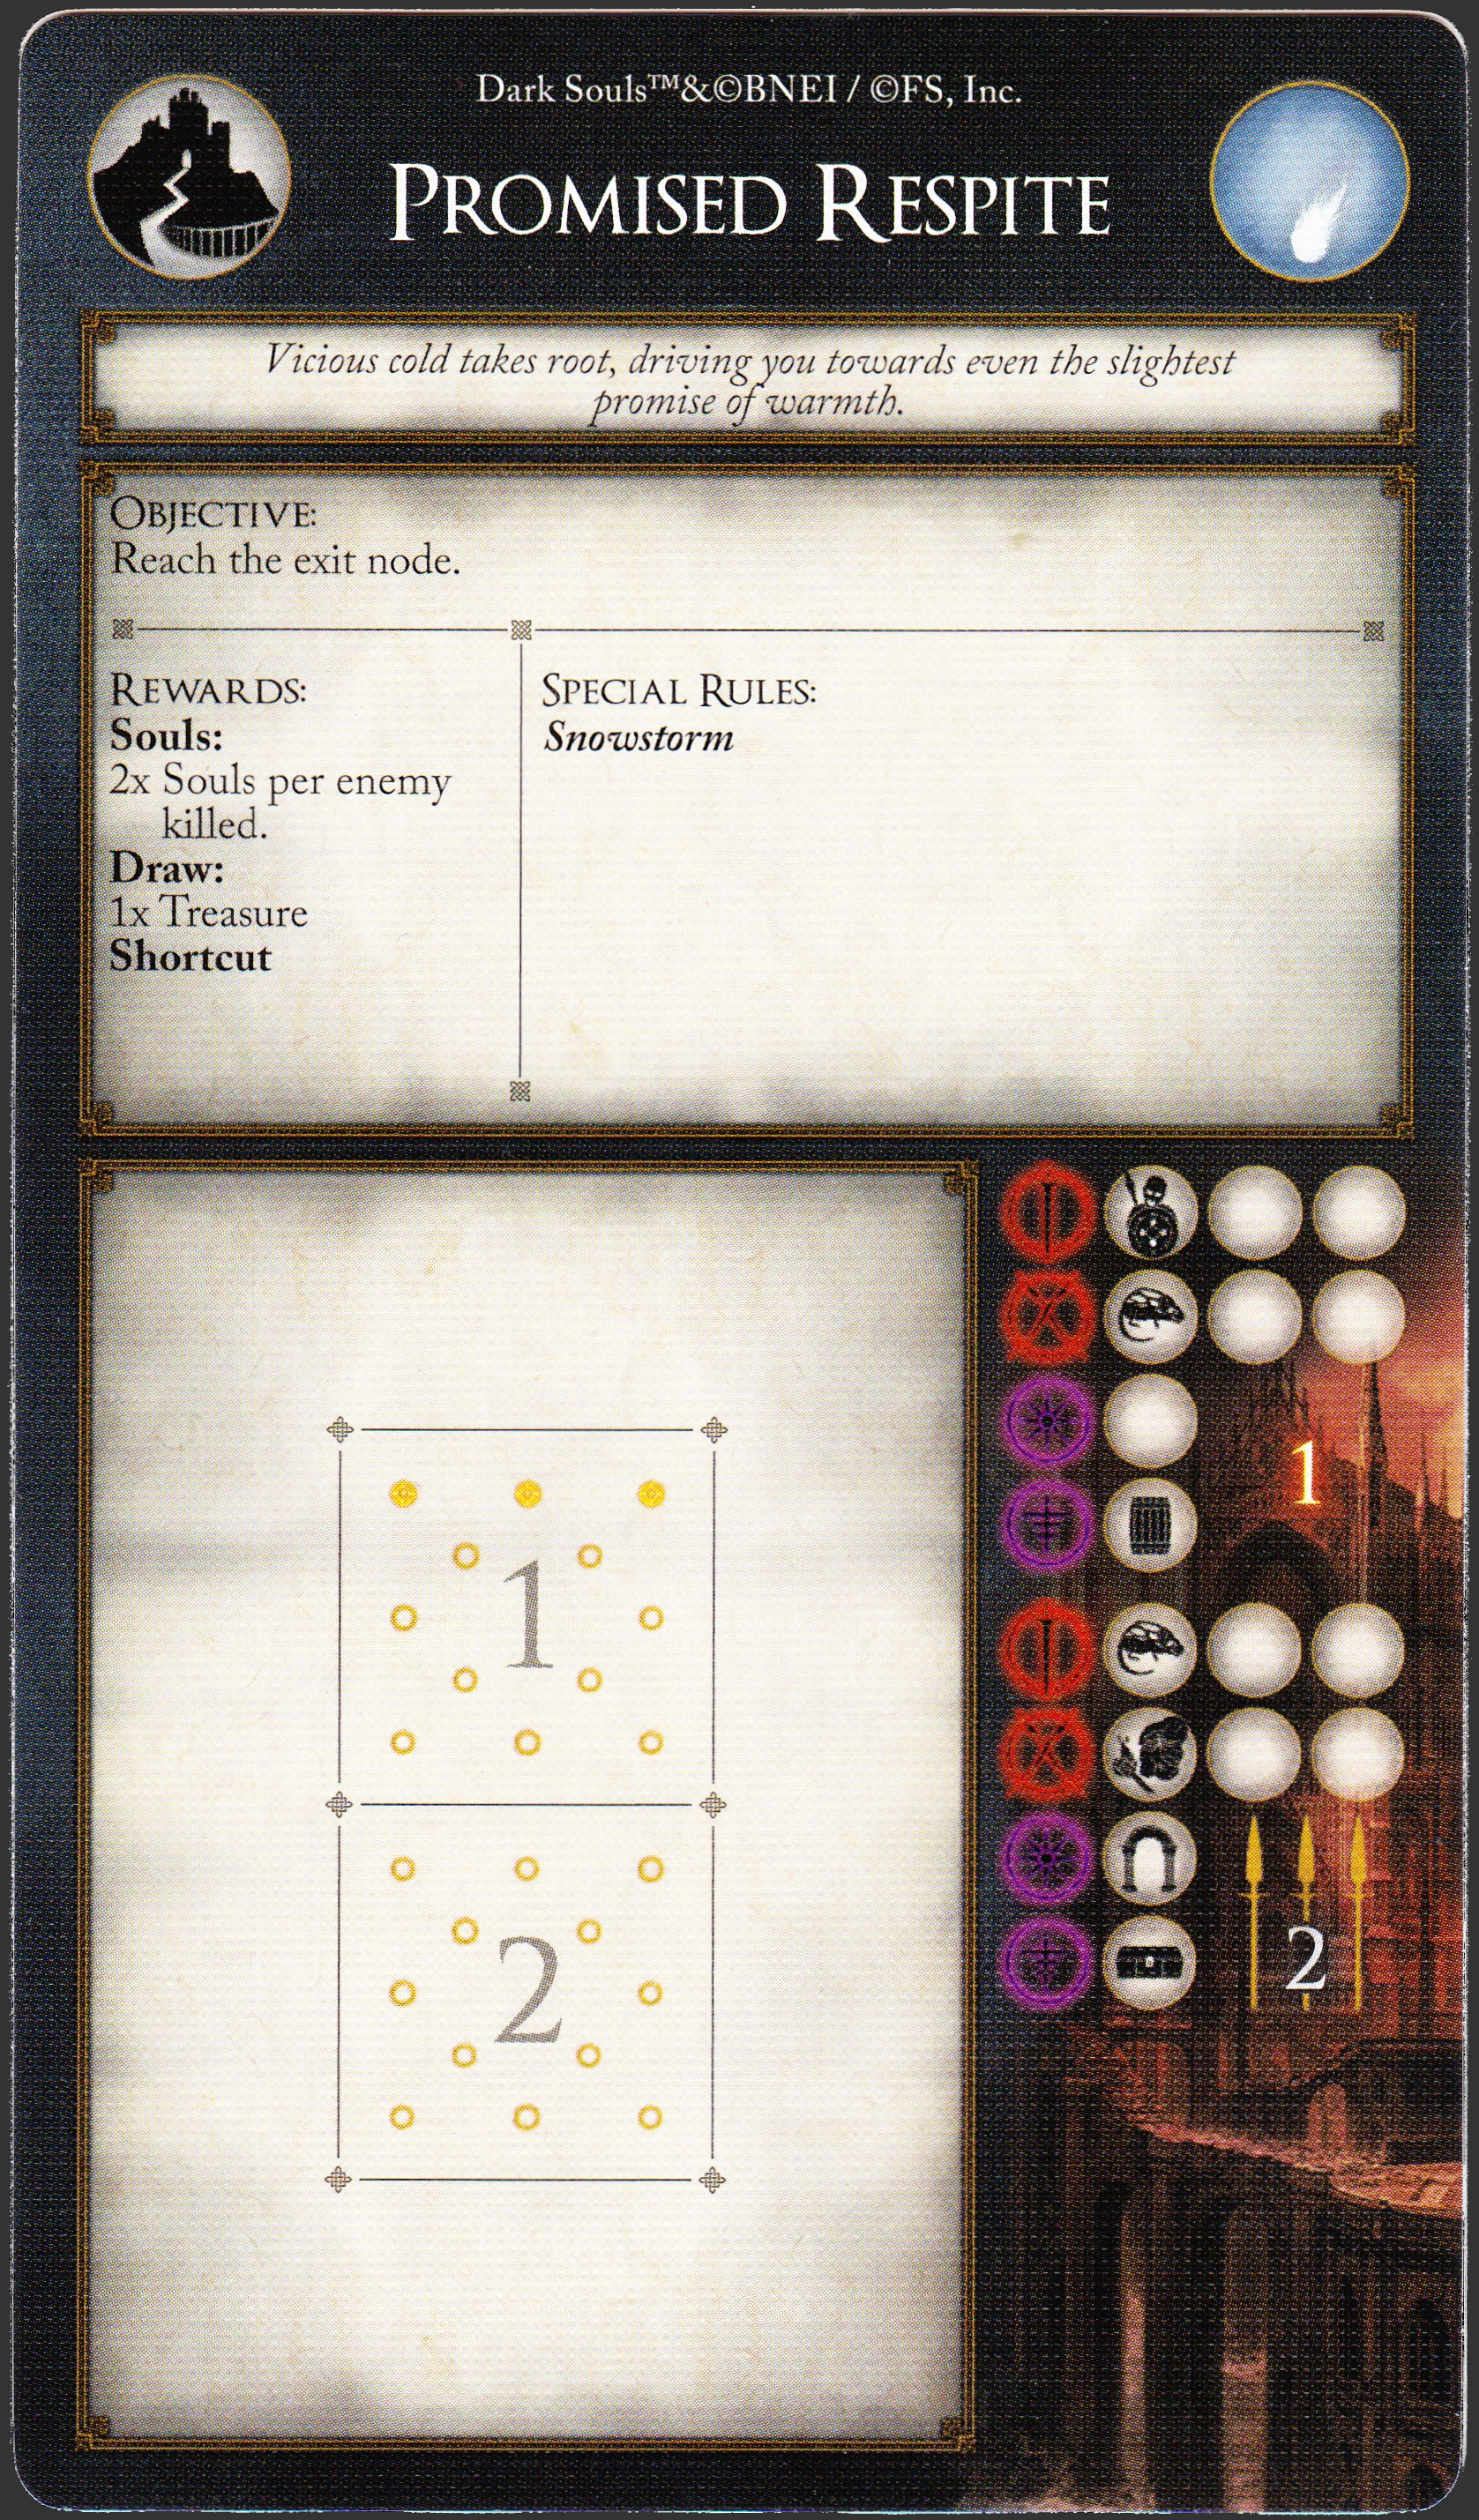 Dark Souls™&©BNEI / ©FS, Inc.
PROMISED RESPITE
Vicious cold takes root, driving you towards even the slightest
promise of warmth.
OBJECTIVE:
Reach the exit node.
REWARDS:
Souls:
2x Souls per enemy
killed.
Draw:
1x Treasure
Shortcut
SPECIAL RULES:
Snowstorm
1
2
1
2